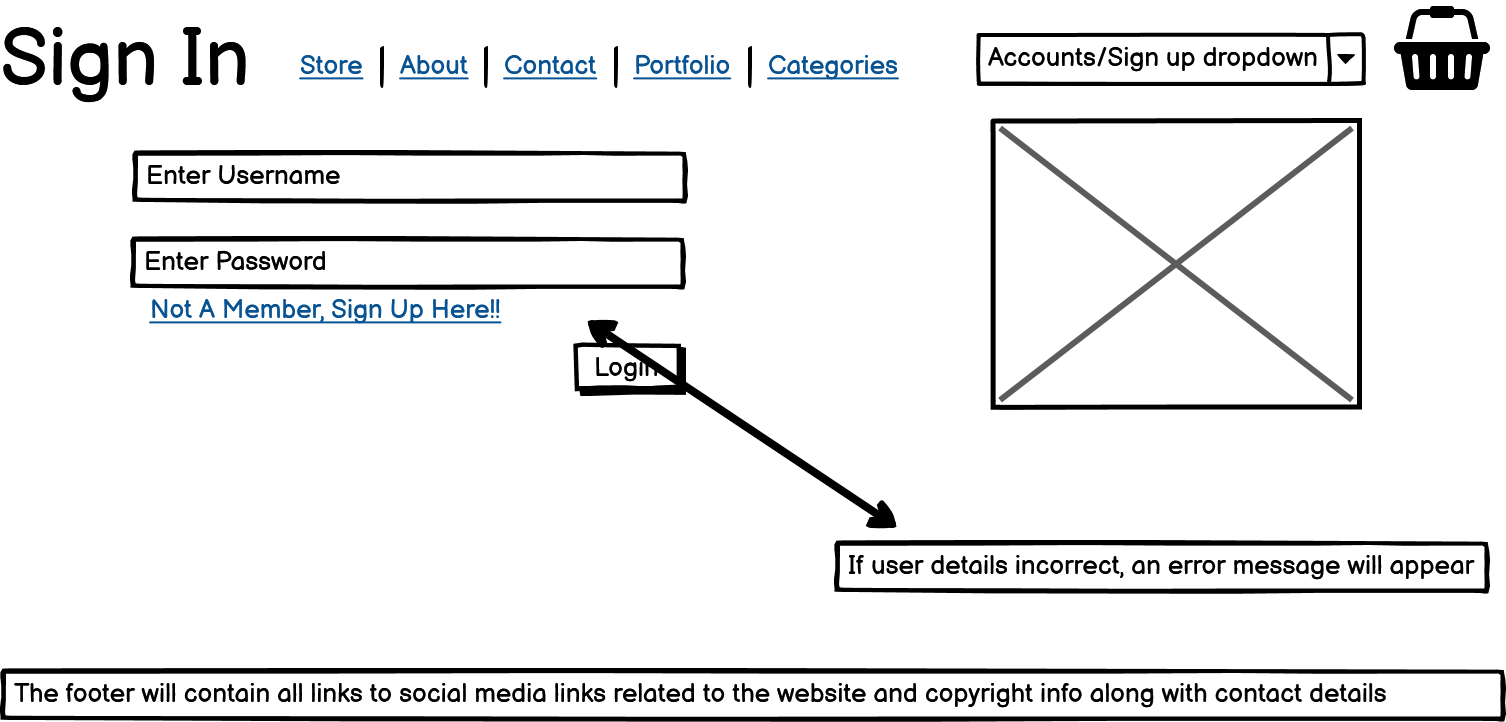 Sign In
Store | About | Contact | Portfolio | Categories
Accounts/Sign up dropdown
Enter Username
Enter Password
Not A Member, Sign Up Here!!
Login
If user details incorrect, an error message will appear
The footer will contain all links to social media links related to the website and copyright info along with contact details